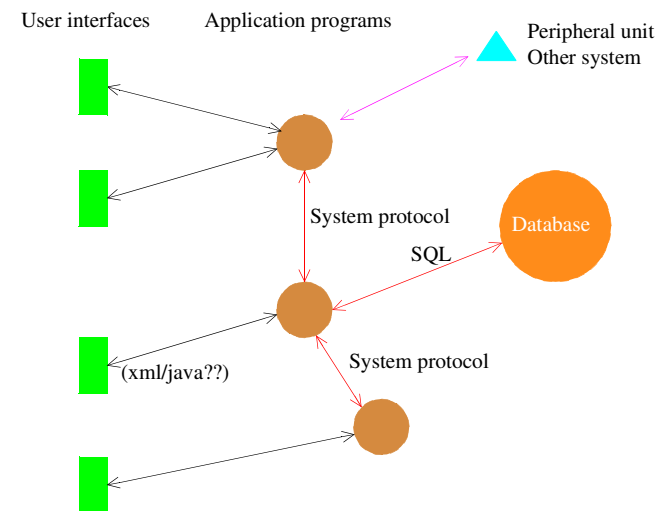 User interfaces
Application programs
Peripheral unit
Other system
System protocol
Database
SQL
System protocol
(xml/java??)